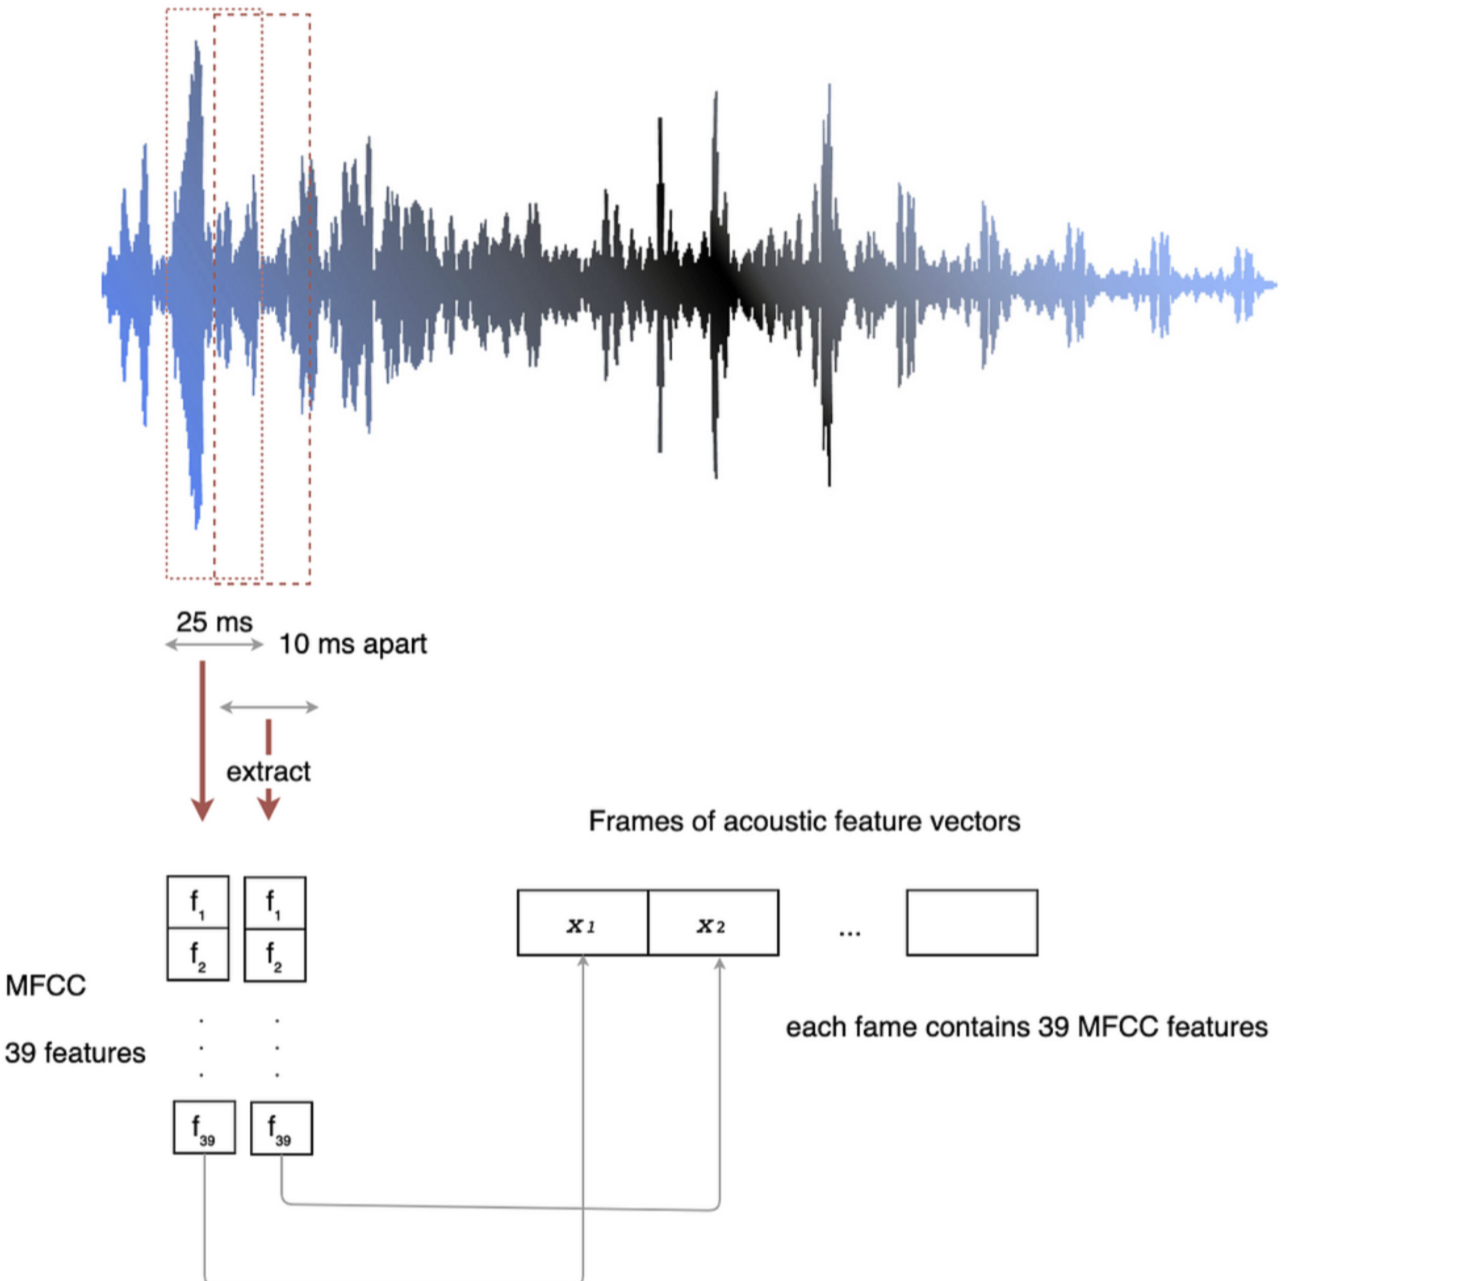 25 ms
10 ms apart
extract
Frames of acoustic feature vectors
f1 f1
f2 f2
x1 x2 ...
MFCC
each fame contains 39 MFCC features
39 features
f39 f39